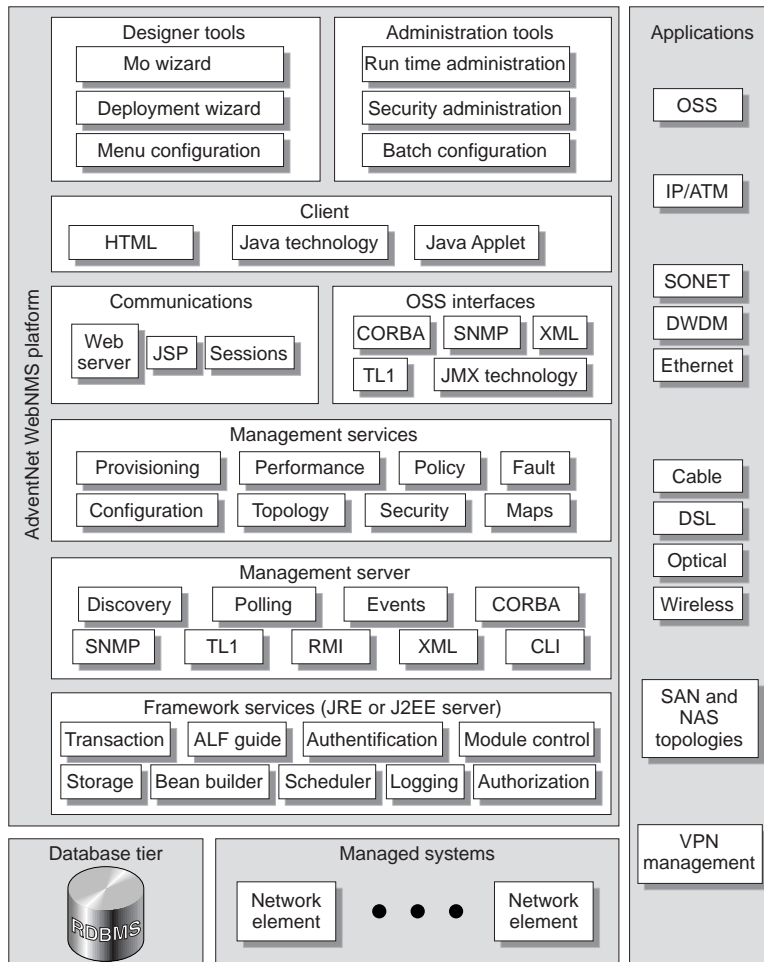 Designer tools
Mo wizard
Deployment wizard
Menu configuration
Administration tools
Run time administration
Security administration
Batch configuration
Client
HTML
Java technology
Java Applet
Communications
Web
server
JSP
Sessions
OSS interfaces
CORBA
SNMP
XML
TL1
JMX technology
AdventNet WebNMS platform
Management services
Provisioning
Performance
Policy
Fault
Configuration
Topology
Security
Maps
Management server
Discovery
Polling
Events
CORBA
SNMP
TL1
RMI
XML
CLI
Framework services (JRE or J2EE server)
Transaction
ALF guide
Authentification
Module control
Storage
Bean builder
Scheduler
Logging
Authorization
Database tier
RDBMS
Managed systems
Network
element
Network
element
Applications
OSS
IP/ATM
SONET
DWDM
Ethernet
Cable
DSL
Optical
Wireless
SAN and
NAS
topologies
VPN
management